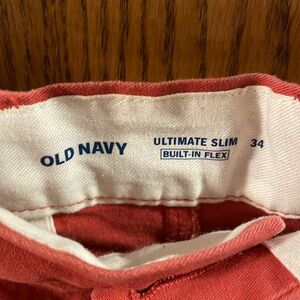 OLD NAVY
ULTIMATE SLIM 34
BUILT-IN FLEX